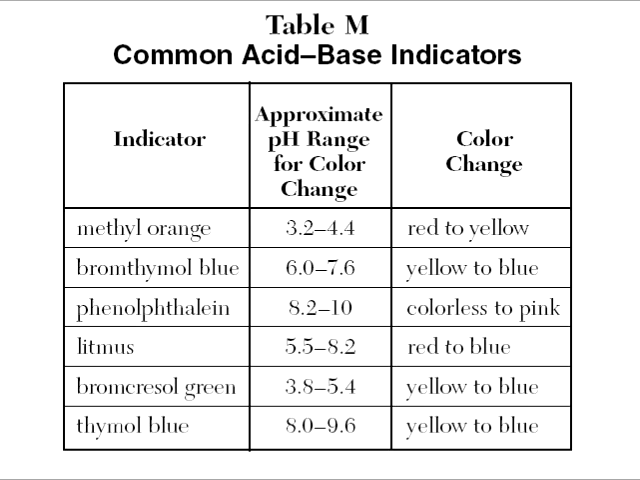 Table M
Common Acid–Base Indicators
Indicator
Approximate
pH Range
for Color
Change
Color
Change
methyl orange 3.2–4.4 red to yellow
bromthymol blue 6.0–7.6 yellow to blue
phenolphthalein 8.2–10 colorless to pink
litmus 5.5–8.2 red to blue
bromcresol green 3.8–5.4 yellow to blue
thymol blue 8.0–9.6 yellow to blue